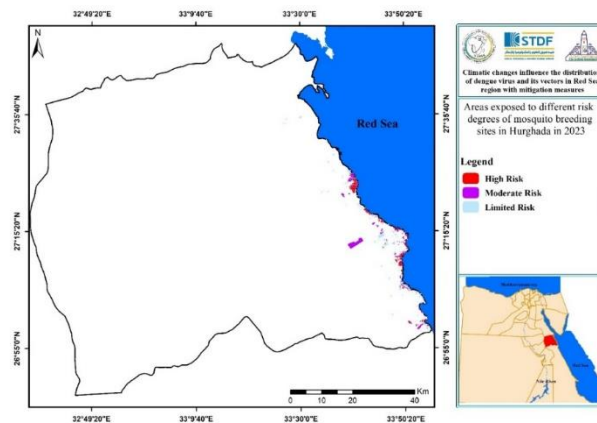 32°49'20"E 33°9'40"E 33°30'0"E 33°50'20"E
N
27°35'40"N
27°15'20"N
26°55'0"N
Red Sea
27°35'40"N
27°15'20"N
26°55'0"N
0 10 20 40
Km
32°49'20"E 33°9'40"E 33°30'0"E 33°50'20"E
STDF
Climatic changes influence the distribution
of dengue virus and its vectors in Red Sea
region with mitigation measures
Areas exposed to different risk
degrees of mosquito breeding
sites in Hurghada in 2023
Legend
High Risk
Moderate Risk
Limited Risk
Red Sea